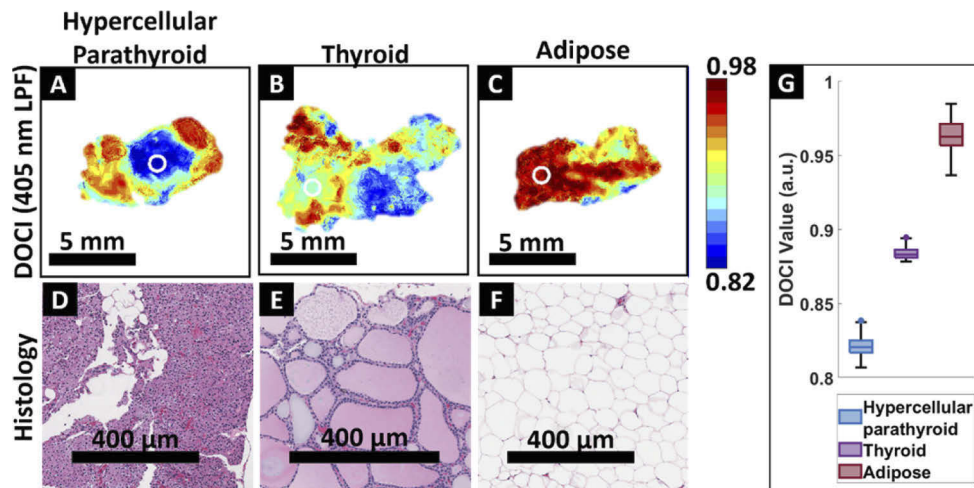 Hypercellular
Parathyroid
Thyroid
Adipose
DOCI (405 nm LPF)
A
B
C
5 mm
5 mm
5 mm
0.98
0.82
Histology
D
E
F
400 µm
400 µm
400 µm
G
DOCI Value (a.u.)
1
0.95
0.9
0.85
0.8
Hypercellular
parathyroid
Thyroid
Adipose